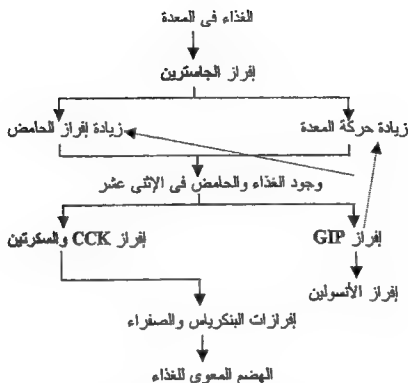 الغذاء فى المعدة
إفراز الجاسترين
زيادة حركة المعدة
زيادة إفراز الحامض
وجود الغذاء والحامض فى الإثنى عشر
إفراز GIP
إفراز CCK والسكرتين
إفراز الأنسولين
إفرازات البنكرياس والصفراء
الهضم المعوى للغذاء